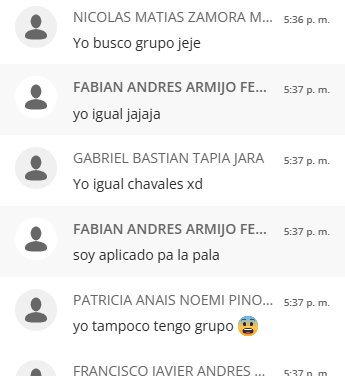 NICOLAS MATIAS ZAMORA M... 5:36 p. m.
Yo busco grupo jeje
FABIAN ANDRES ARMIJO FE... 5:37 p. m.
yo igual jajaja
GABRIEL BASTIAN TAPIA JARA 5:37 p. m.
Yo igual chavales xd
FABIAN ANDRES ARMIJO FE... 5:37 p. m.
soy aplicado pa la pala
PATRICIA ANAIS NOEMI PINO... 5:37 p. m.
yo tampoco tengo grupo 😨
FRANCISCO JAVIER ANDRES ... 5:37 p. m.